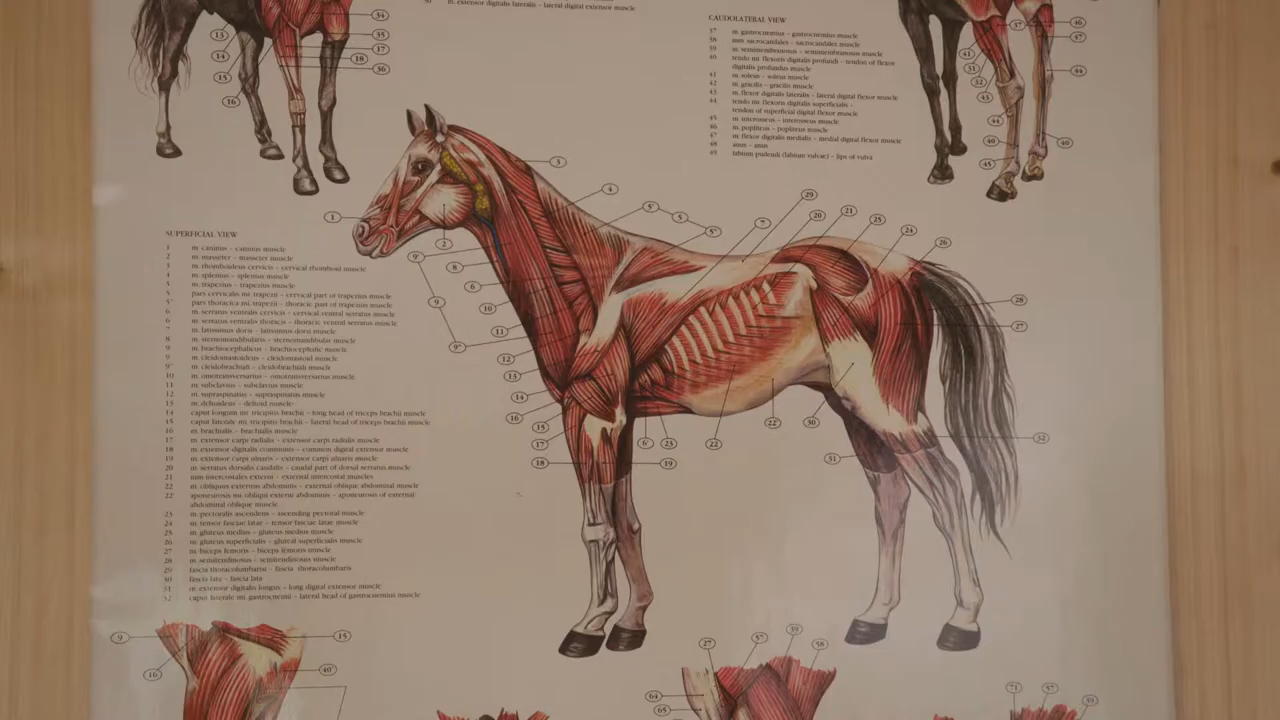 30 m. extensor digitalis lateralis - lateral digital extensor muscle
CAUDOLATERAL VIEW
37 m. gastrocnemius - gastrocnemius muscle
38 mm. sacrocaudales - sacrocaudales muscle
39 m. semimembranosus - semimembranosus muscle
40 tendo mi. flexoris digitalis profundi - tendon of flexor
digitalis profundus muscle
41 m. soleus - soleus muscle
42 m. gracilis - gracilis muscle
43 m. flexor digitalis lateralis - lateral digital flexor muscle
44 tendo mi. flexoris digitalis superficialis -
tendon of superficial digital flexor muscle
45 m. interosseus - interosseus muscle
46 m. popliteus - popliteus muscle
47 m. flexor digitalis medialis - medial digital flexor muscle
48 anus - anus
49 labium pudendi (labium vulvae) - lips of vulva
SUPERFICIAL VIEW
1 m. caninus - caninus muscle
2 m. masseter - masseter muscle
3 m. rhomboideus cervicis - cervical rhomboid muscle
4 m. splenius - splenius muscle
5 m. trapezius - trapezius muscle
5' pars cervicalis mi. trapezii - cervical part of trapezius muscle
5" pars thoracica mi. trapezii - thoracic part of trapezius muscle
6 m. serratus ventralis cervicis - cervical ventral serratus muscle
6' m. serratus ventralis thoracis - thoracic ventral serratus muscle
7 m. latissimus dorsi - latissimus dorsi muscle
8 m. sternomandibularis - sternomandibular muscle
9 m. brachiocephalicus - brachiocephalic muscle
9' m. cleidomastoideus - cleidomastoid muscle
9" m. cleidobrachiali - cleidobrachiali muscle
10 m. omotransversarius - omotransversarius muscle
11 m. subclavius - subclavius muscle
12 m. supraspinatus - supraspinatus muscle
13 m. deltoideus - deltoid muscle
14 caput longum mi. tricipitis brachii - long head of triceps brachii muscle
15 caput laterale mi. tricipitis brachii - lateral head of triceps brachii muscle
16 m. brachialis - brachialis muscle
17 m. extensor carpi radialis - extensor carpi radialis muscle
18 m. extensor digitalis communis - common digital extensor muscle
19 m. extensor carpi ulnaris - extensor carpi ulnaris muscle
20 m. serratus dorsalis caudalis - caudal part of dorsal serratus muscle
21 mm intercostales externi - external intercostal muscles
22 m. obliquus externus abdominis - external oblique abdominal muscle
22' aponeurosis mi. obliqui externi abdominis - aponeurosis of external
abdominal oblique muscle
23 m. pectoralis ascendens - ascending pectoral muscle
24 m. tensor fasciae latae - tensor fasciae latae muscle
25 m. gluteus medius - gluteus medius muscle
26 m. gluteus superficialis - gluteal superficialis muscle
27 m. biceps femoris - biceps femoris muscle
28 m. semitendinosus - semitendinosus muscle
29 fascia thoracolumbarisi - fascia thoracolumbaris
30 fascia late - fascia lata
31 m. extensor digitalis longus - long digital extensor muscle
32 caput laterale mi. gastrocnemii - lateral head of gastrocnemius muscle